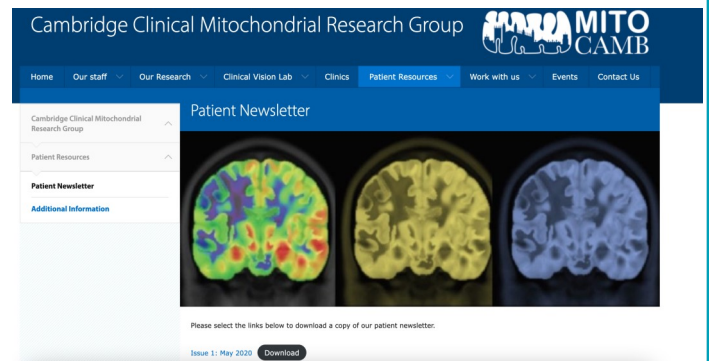 Cambridge Clinical Mitochondrial Research Group
MITO
CAMB
Home Our staff Our Research Clinical Vision Lab Clinics Patient Resources Work with us Events Contact Us
Cambridge Clinical Mitochondrial
Research Group
Patient Resources
Patient Newsletter
Additional Information
Patient Newsletter
Please select the links below to download a copy of our patient newsletter.
Issue 1: May 2020 Download